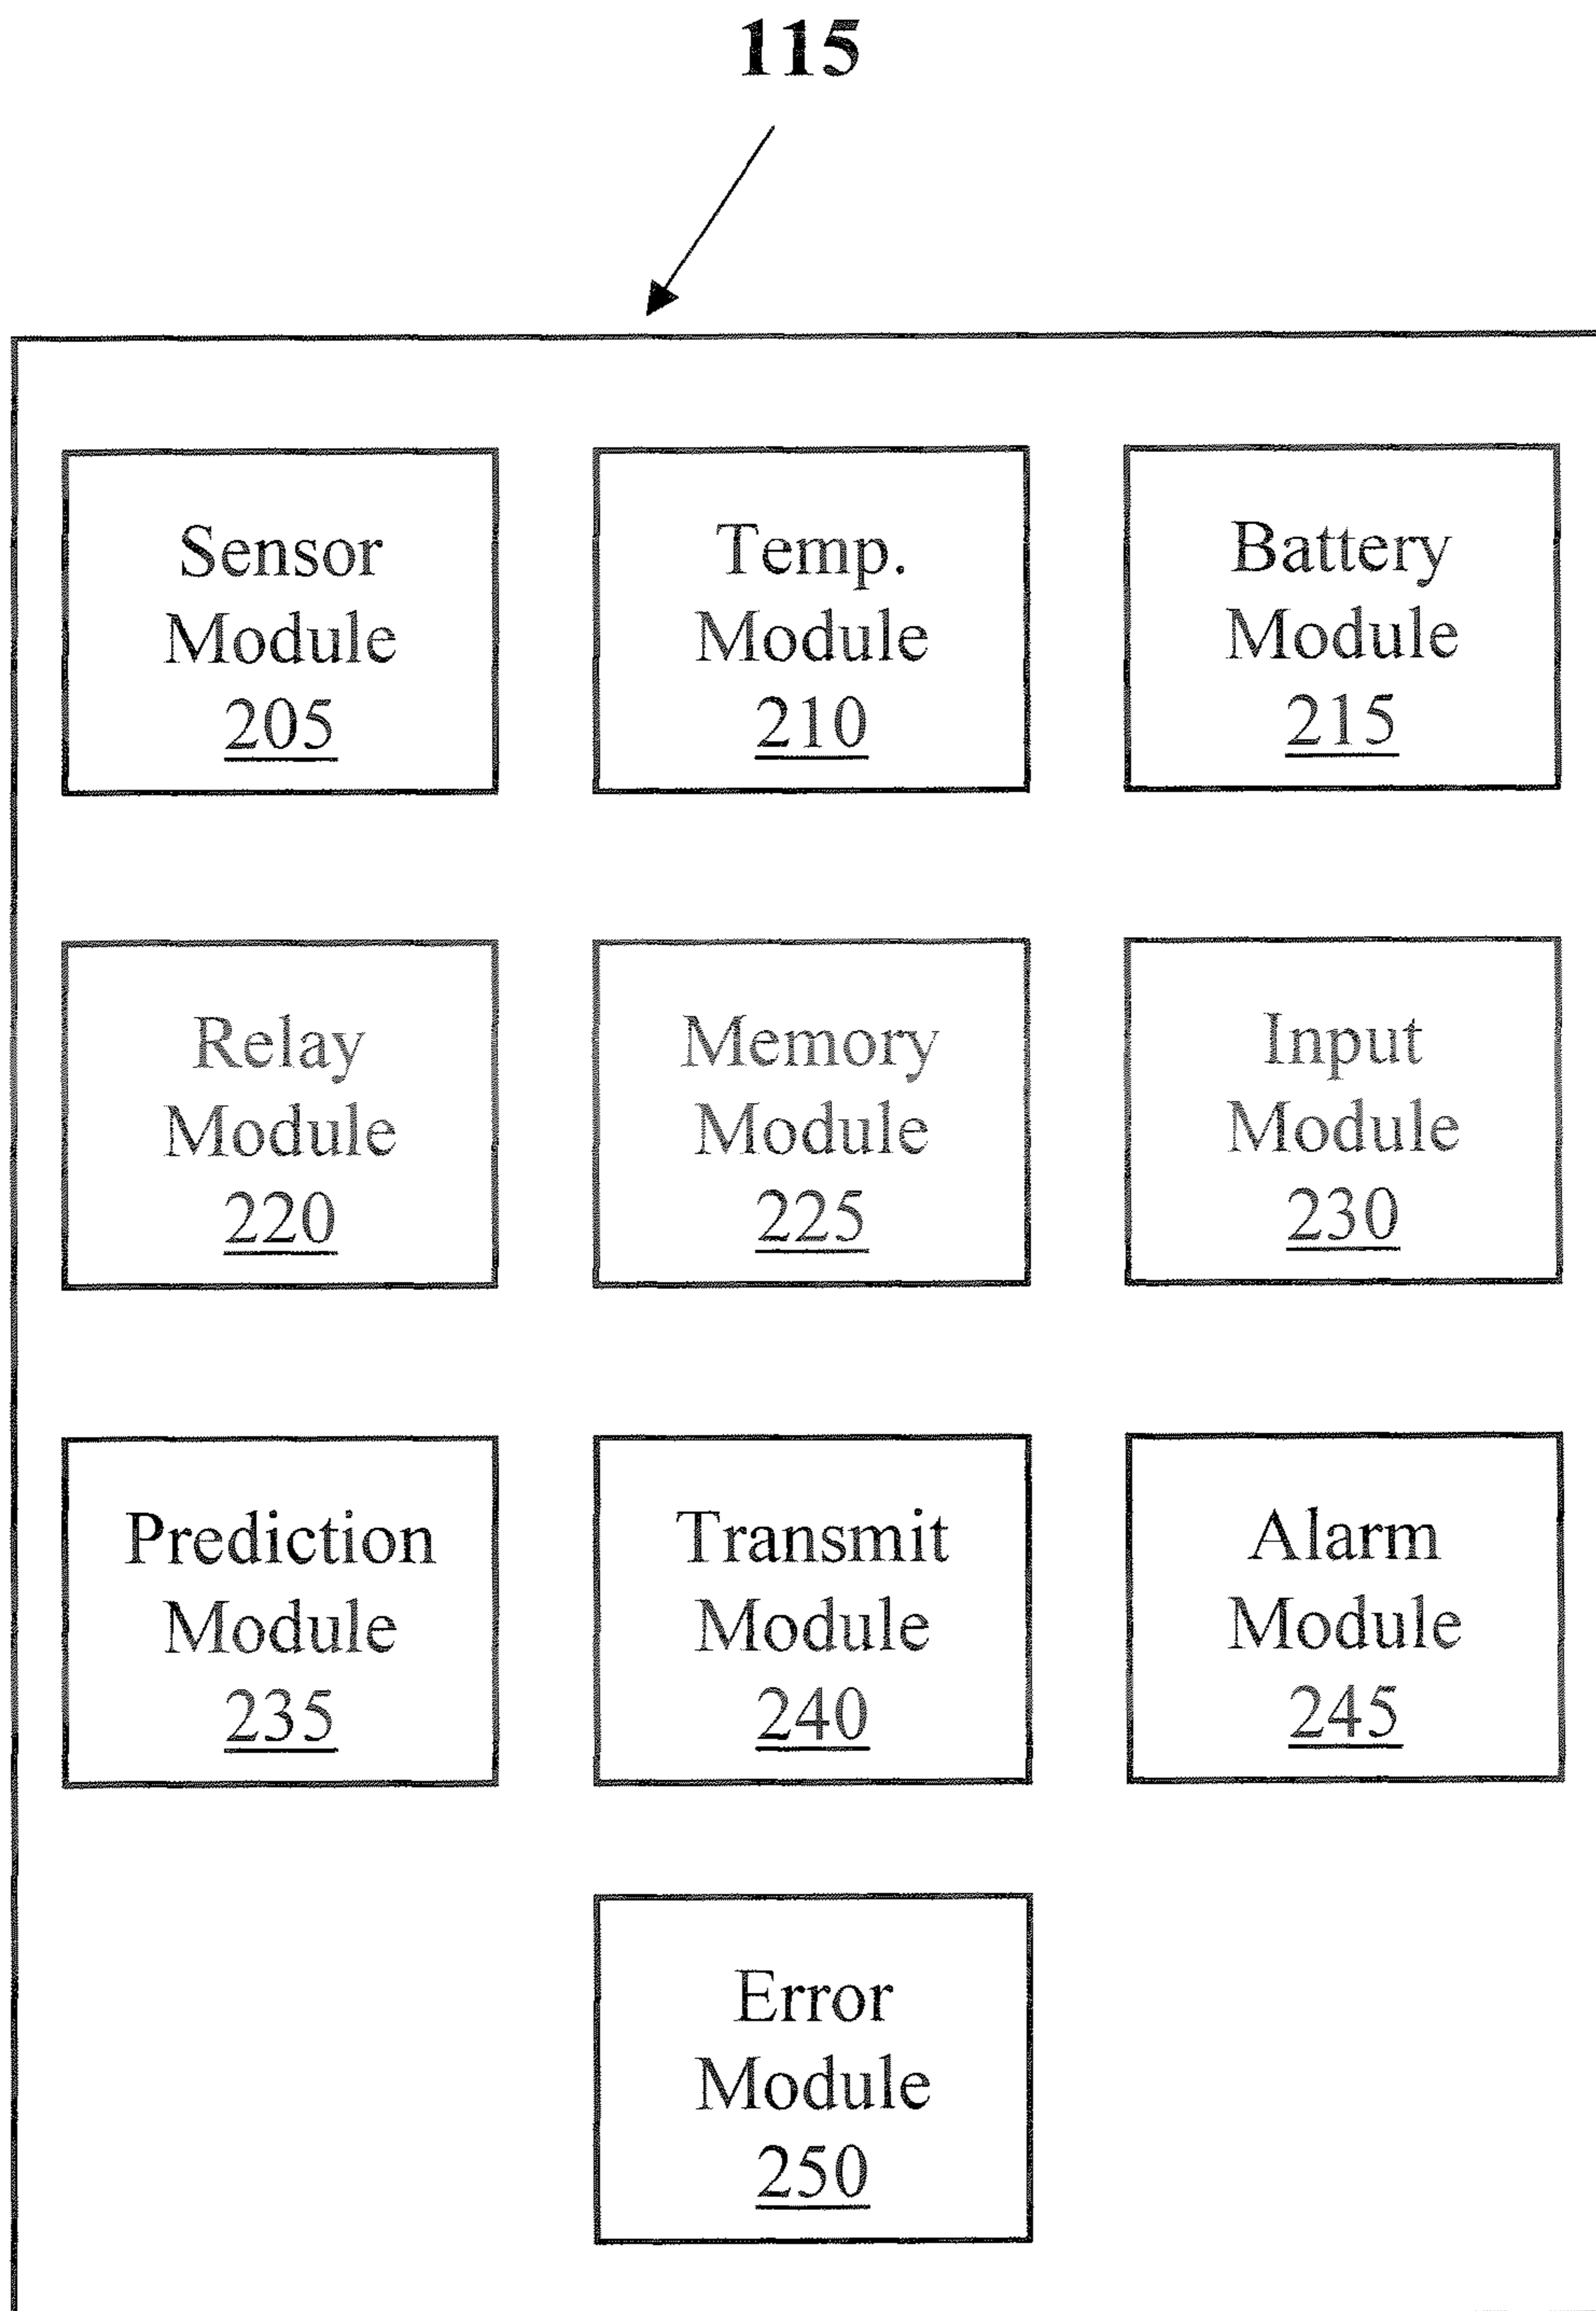 115
Sensor
Module
205
Temp.
Module
210
Battery
Module
215
Relay
Module
220
Memory
Module
225
Input
Module
230
Prediction
Module
235
Transmit
Module
240
Alarm
Module
245
Error
Module
250